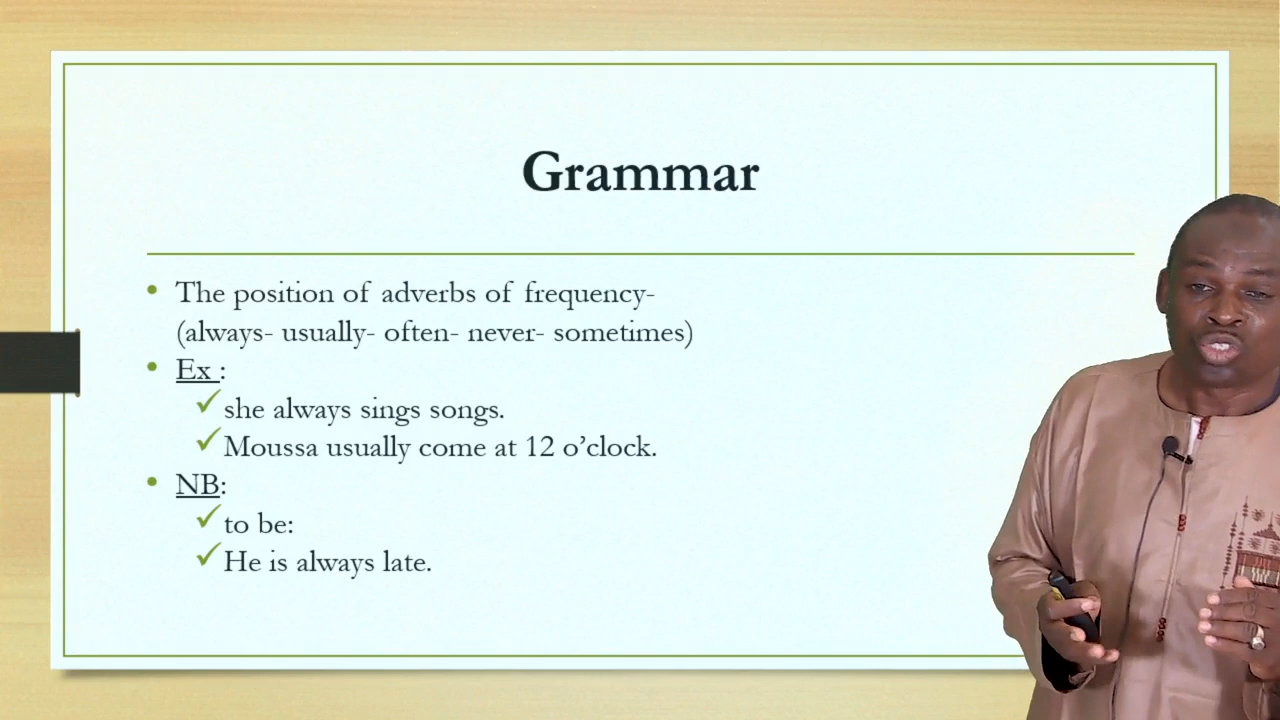 Grammar
• The position of adverbs of frequency-
(always- usually- often- never- sometimes)
• Ex :
✓she always sings songs.
✓Moussa usually come at 12 o’clock.
• NB:
✓to be:
✓He is always late.